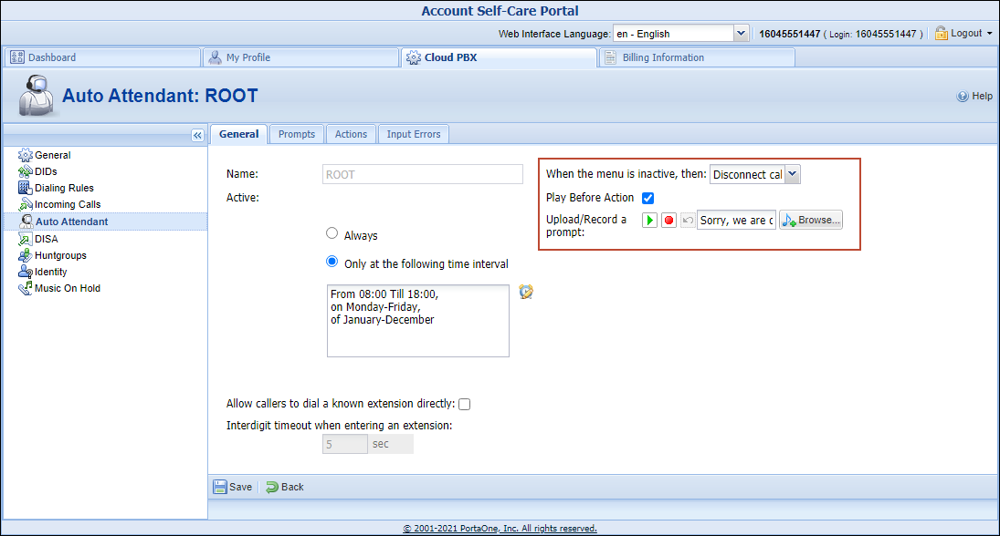 Account Self-Care Portal
Web Interface Language: en - English 16045551447 ( Login: 16045551447 ) Logout
Dashboard My Profile Cloud PBX Billing Information
Auto Attendant: ROOT Help
General
DIDs
Dialing Rules
Incoming Calls
Auto Attendant
DISA
Huntgroups
Identity
Music On Hold
General Prompts Actions Input Errors
Name: ROOT
Active:
Always
Only at the following time interval
From 08:00 Till 18:00,
on Monday-Friday,
of January-December
When the menu is inactive, then: Disconnect cal
Play Before Action
Upload/Record a
prompt: Sorry, we are c Browse...
Allow callers to dial a known extension directly:
Interdigit timeout when entering an extension:
5 sec
Save Back
© 2001-2021 PortaOne, Inc. All rights reserved.